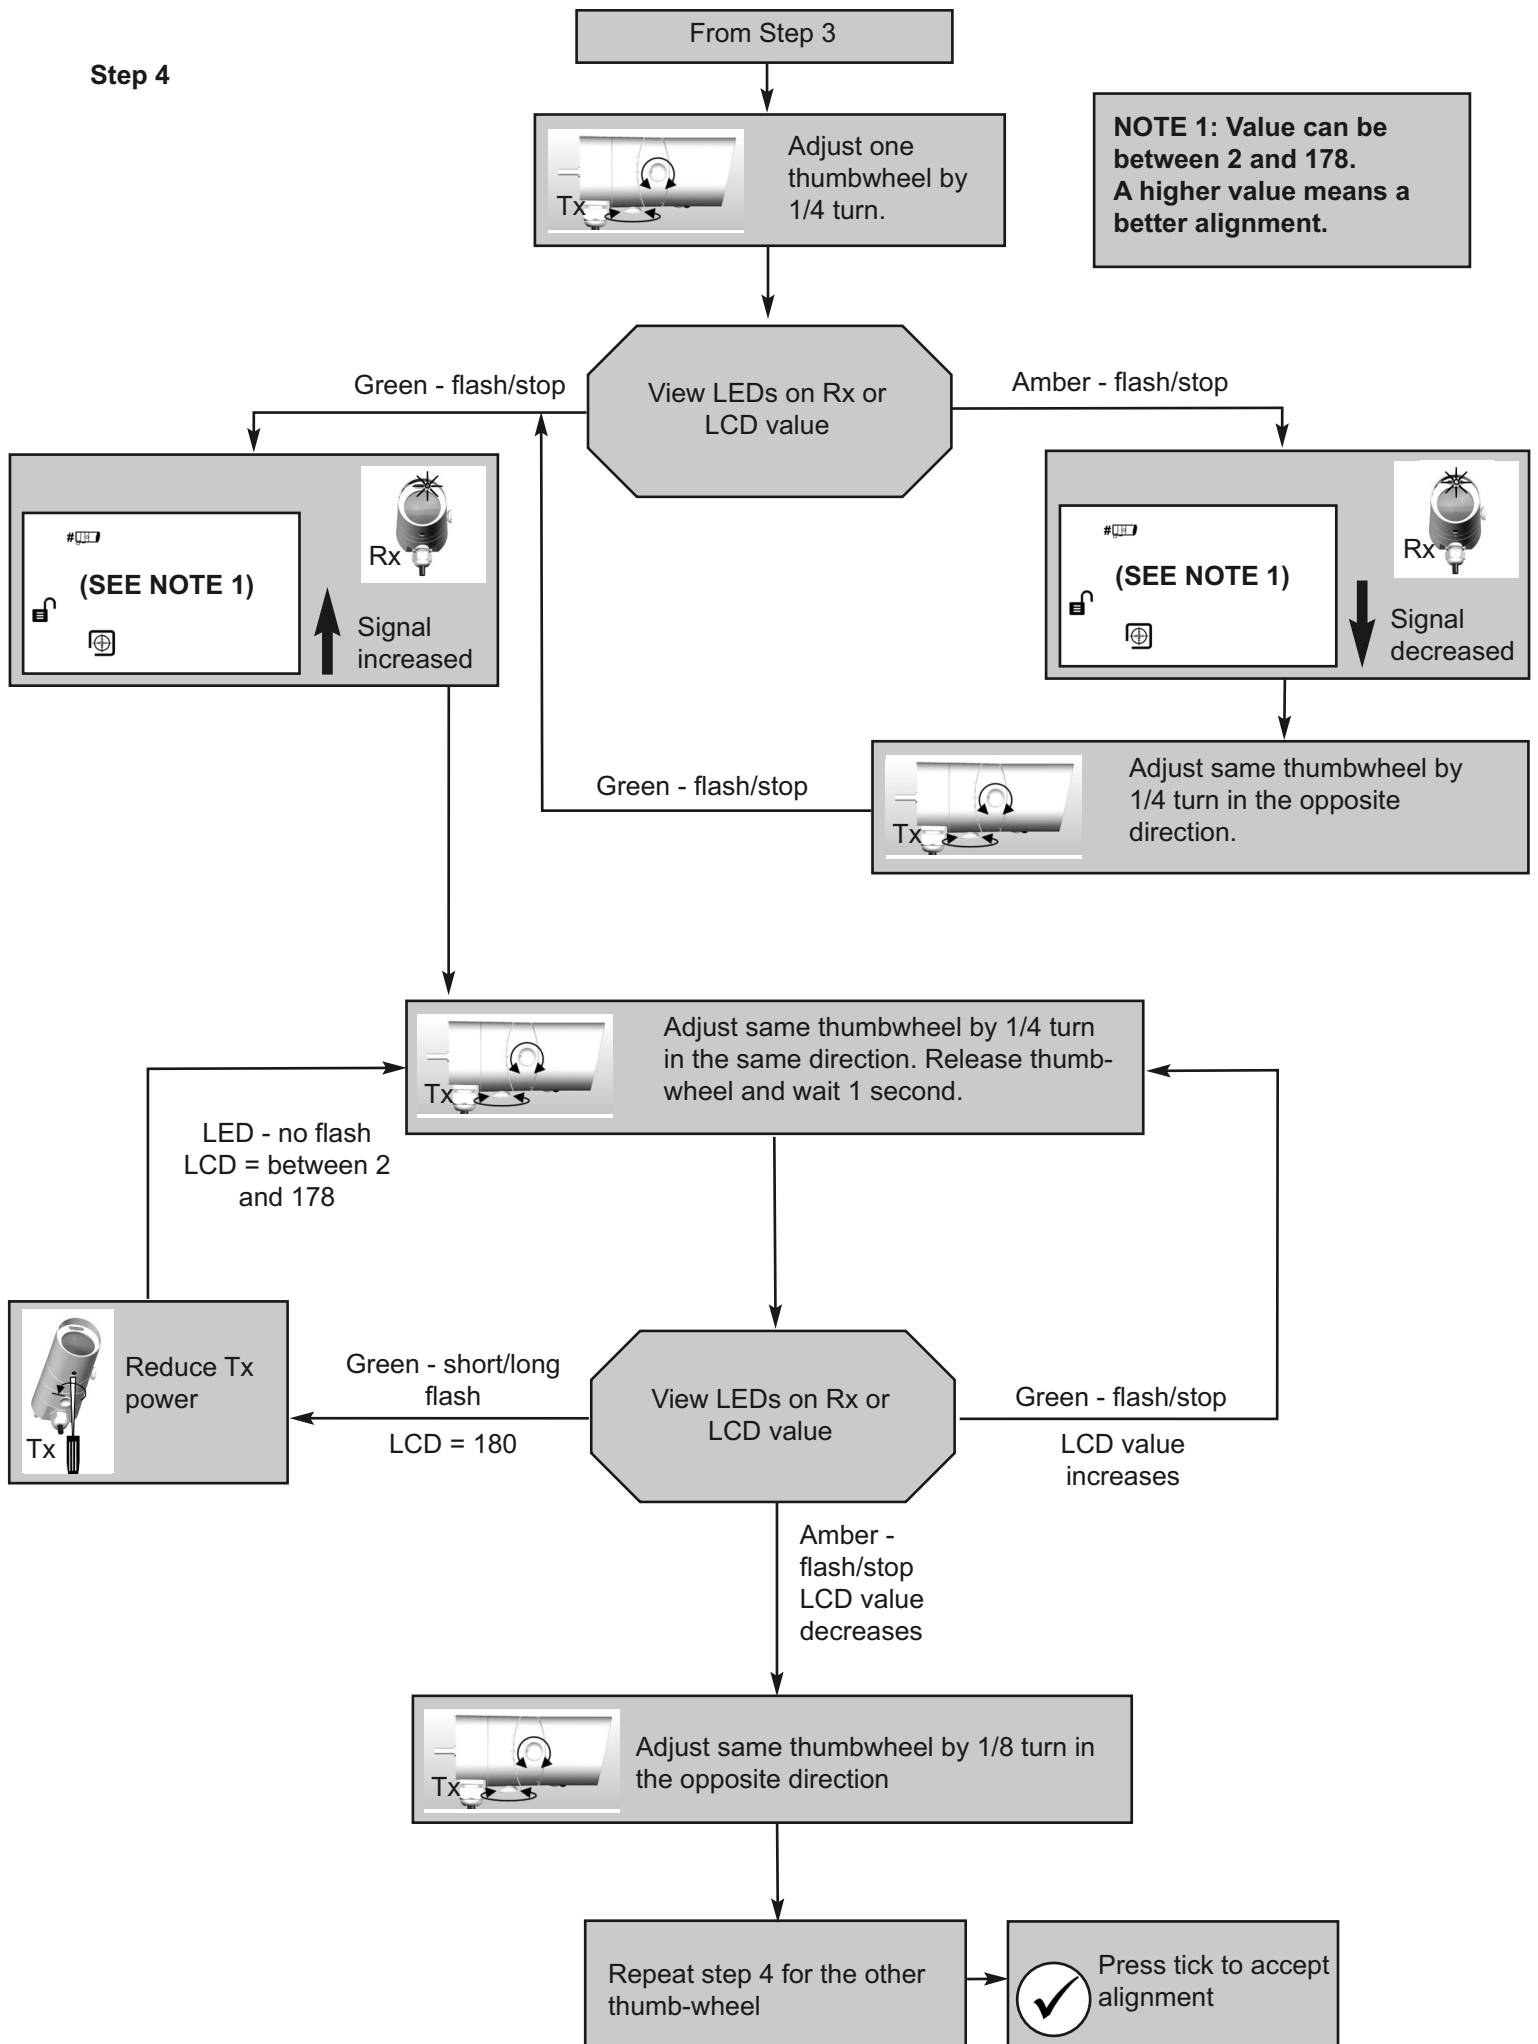 From Step 3
Step 4
NOTE 1: Value can be
between 2 and 178.
A higher value means a
better alignment.
Adjust one
thumbwheel by
1/4 turn.
Tx
View LEDs on Rx or
LCD value
Green - flash/stop
Amber - flash/stop
#
(SEE NOTE 1)
Rx
Signal
increased
#
(SEE NOTE 1)
Rx
Signal
decreased
Green - flash/stop
Tx
Adjust same thumbwheel by
1/4 turn in the opposite
direction.
Tx
Adjust same thumbwheel by 1/4 turn
in the same direction. Release thumb-
wheel and wait 1 second.
LED - no flash
LCD = between 2
and 178
Tx
Reduce Tx
power
Green - short/long
flash
LCD = 180
View LEDs on Rx or
LCD value
Green - flash/stop
LCD value
increases
Amber -
flash/stop
LCD value
decreases
Tx
Adjust same thumbwheel by 1/8 turn in
the opposite direction
Repeat step 4 for the other
thumb-wheel
Press tick to accept
alignment